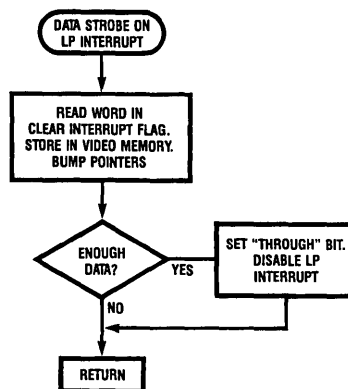 DATA STROBE ON
LP INTERRUPT
READ WORD IN
CLEAR INTERRUPT FLAG.
STORE IN VIDEO MEMORY.
BUMP POINTERS
ENOUGH
DATA?
YES
SET "THROUGH" BIT.
DISABLE LP
INTERRUPT
NO
RETURN